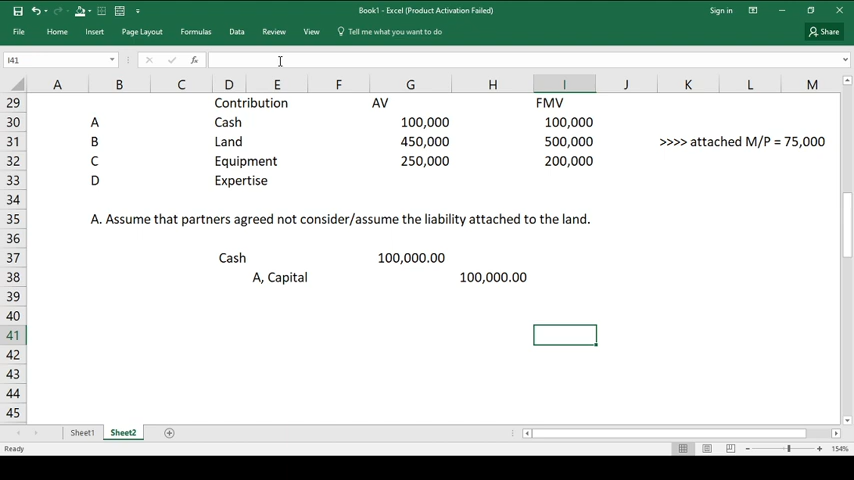 Book1 - Excel (Product Activation Failed)
Sign in
File Home Insert Page Layout Formulas Data Review View Tell me what you want to do Share
I41 fx
A B C D E F G H I J K L M
29 Contribution AV FMV
30 A Cash 100,000 100,000
31 B Land 450,000 500,000 >>>> attached M/P = 75,000
32 C Equipment 250,000 200,000
33 D Expertise
34
35 A. Assume that partners agreed not consider/assume the liability attached to the land.
36
37 Cash 100,000.00
38 A, Capital 100,000.00
39
40
41
42
43
44
45
Sheet1 Sheet2
Ready 154%